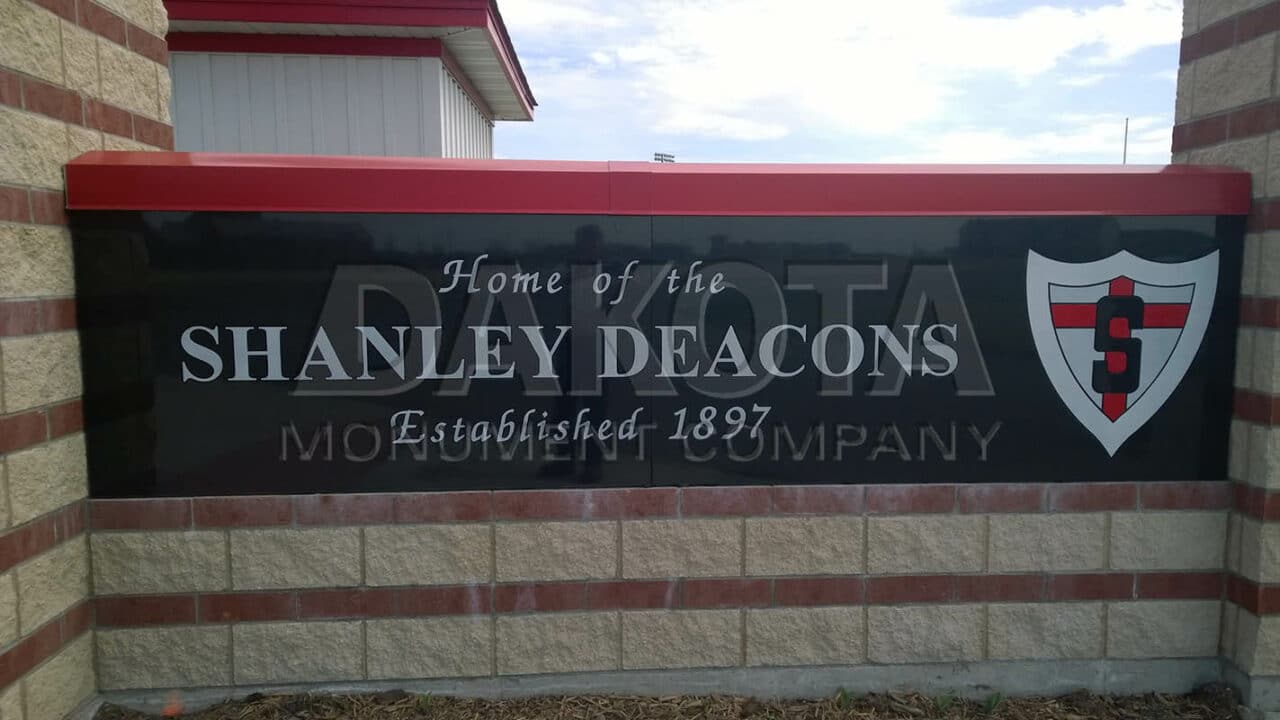 Home of the
SHANLEY DEACONS
Established 1897
S
DAKOTA
MONUMENT COMPANY